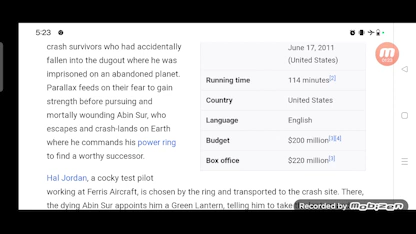 5:23
crash survivors who had accidentally
fallen into the dugout where he was
imprisoned on an abandoned planet.
Parallax feeds on their fear to gain
strength before pursuing and
mortally wounding Abin Sur, who
escapes and crash-lands on Earth
where he commands his power ring
to find a worthy successor.
June 17, 2011
(United States)
Running time 114 minutes[2]
Country United States
Language English
Budget $200 million[3][4]
Box office $220 million[3]
Hal Jordan, a cocky test pilot
working at Ferris Aircraft, is chosen by the ring and transported to the crash site. There,
the dying Abin Sur appoints him a Green Lantern, telling him to take
Recorded by Mobizen